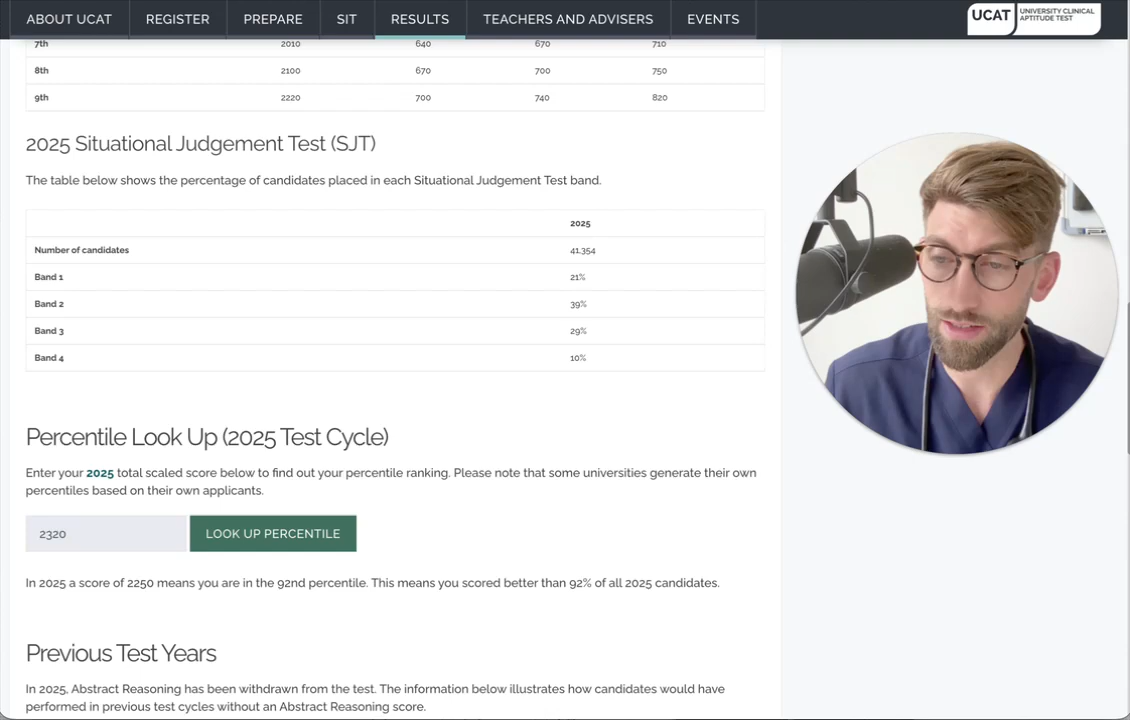 ABOUT UCAT REGISTER PREPARE SIT RESULTS TEACHERS AND ADVISERS EVENTS
UCAT UNIVERSITY CLINICAL
APTITUDE TEST
7th 2010 640 670 710
8th 2100 670 700 750
9th 2220 700 740 820
2025 Situational Judgement Test (SJT)
The table below shows the percentage of candidates placed in each Situational Judgement Test band.
2025
Number of candidates 41,354
Band 1 21%
Band 2 39%
Band 3 29%
Band 4 10%
Percentile Look Up (2025 Test Cycle)
Enter your 2025 total scaled score below to find out your percentile ranking. Please note that some universities generate their own
percentiles based on their own applicants.
2320 LOOK UP PERCENTILE
In 2025 a score of 2250 means you are in the 92nd percentile. This means you scored better than 92% of all 2025 candidates.
Previous Test Years
In 2025, Abstract Reasoning has been withdrawn from the test. The information below illustrates how candidates would have
performed in previous test cycles without an Abstract Reasoning score.